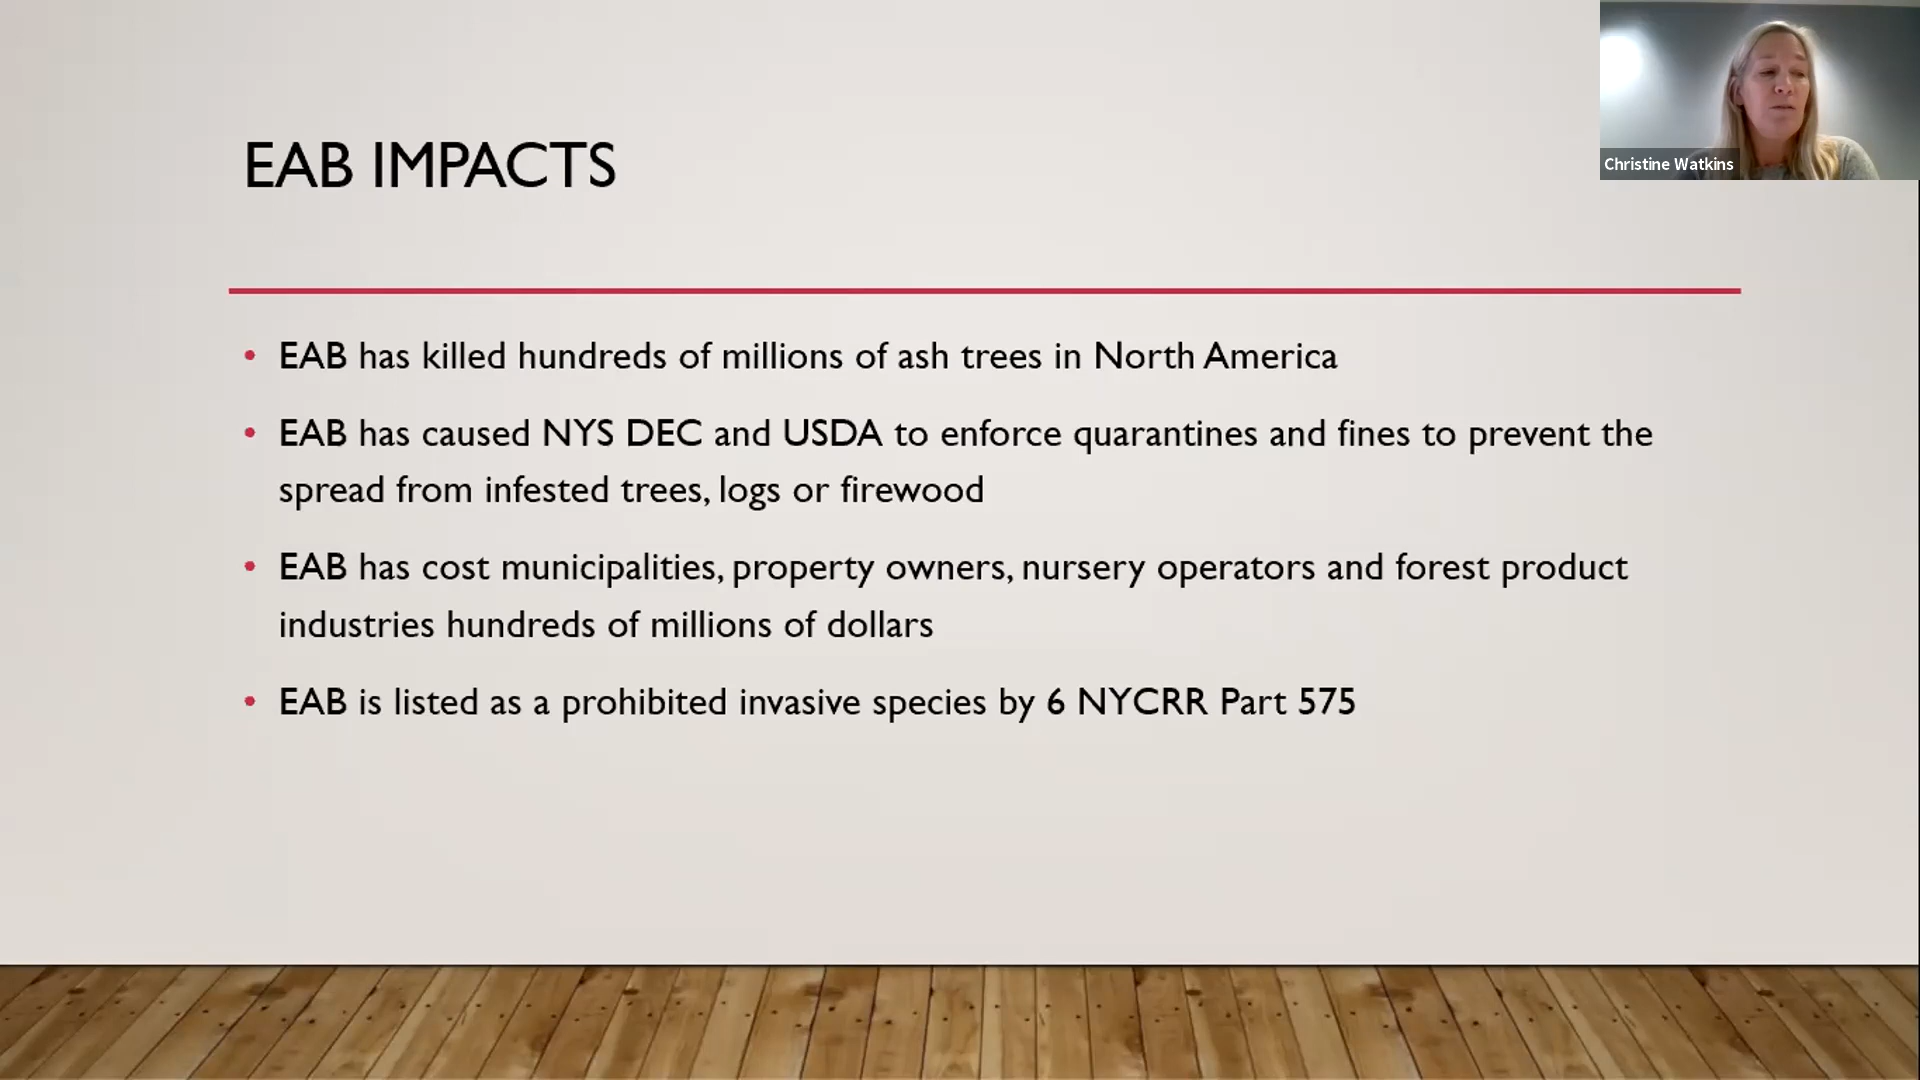 EAB IMPACTS
Christine Watkins
• EAB has killed hundreds of millions of ash trees in North America
• EAB has caused NYS DEC and USDA to enforce quarantines and fines to prevent the
spread from infested trees, logs or firewood
• EAB has cost municipalities, property owners, nursery operators and forest product
industries hundreds of millions of dollars
• EAB is listed as a prohibited invasive species by 6 NYCRR Part 575